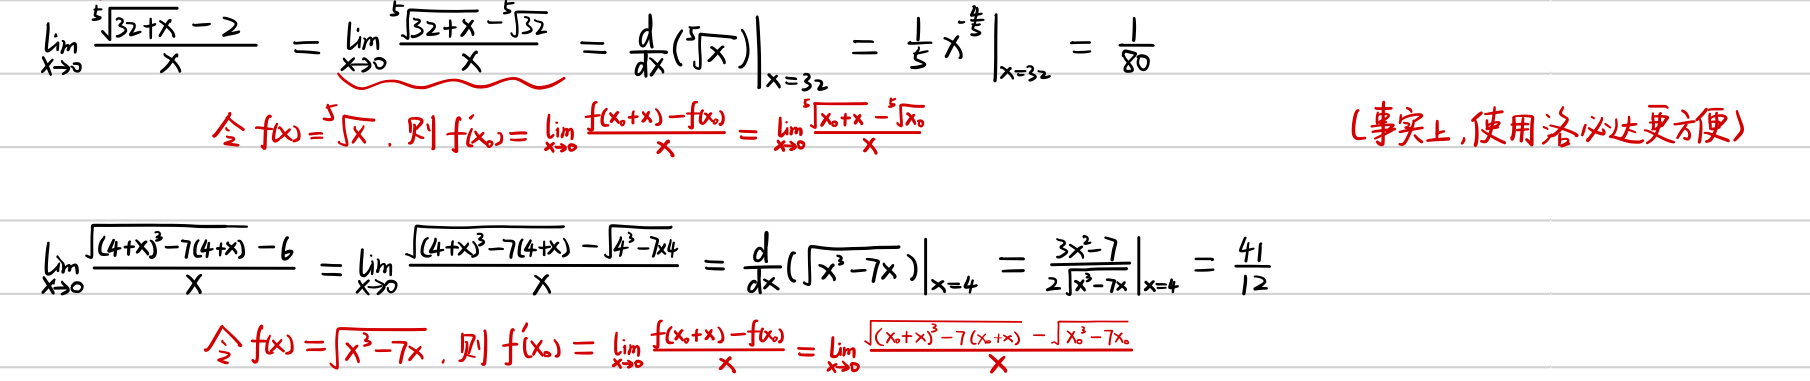 $\lim_{x\to 0}\frac{\sqrt[5]{32+x}-2}{x}=\lim_{x\to 0}\frac{\sqrt[5]{32+x}-\sqrt[5]{32}}{x}=\frac{d}{dx}(\sqrt[5]{x})\Big|_{x=32}=\frac{1}{5}x^{-\frac{4}{5}}\Big|_{x=32}=\frac{1}{80}$
令 $f(x)=\sqrt[5]{x}$. 则 $f'(x_0)=\lim_{x\to 0}\frac{f(x_0+x)-f(x_0)}{x}=\lim_{x\to 0}\frac{\sqrt[5]{x_0+x}-\sqrt[5]{x_0}}{x}$ (事实上,使用洛必达更方便)
$\lim_{x\to 0}\frac{\sqrt{(4+x)^3-7(4+x)}-6}{x}=\lim_{x\to 0}\frac{\sqrt{(4+x)^3-7(4+x)}-\sqrt{4^3-7\times 4}}{x}=\frac{d}{dx}(\sqrt{x^3-7x})\Big|_{x=4}=\frac{3x^2-7}{2\sqrt{x^3-7x}}\Big|_{x=4}=\frac{41}{12}$
令 $f(x)=\sqrt{x^3-7x}$. 则 $f'(x_0)=\lim_{x\to 0}\frac{f(x_0+x)-f(x_0)}{x}=\lim_{x\to 0}\frac{\sqrt{(x_0+x)^3-7(x_0+x)}-\sqrt{x_0^3-7x_0}}{x}$